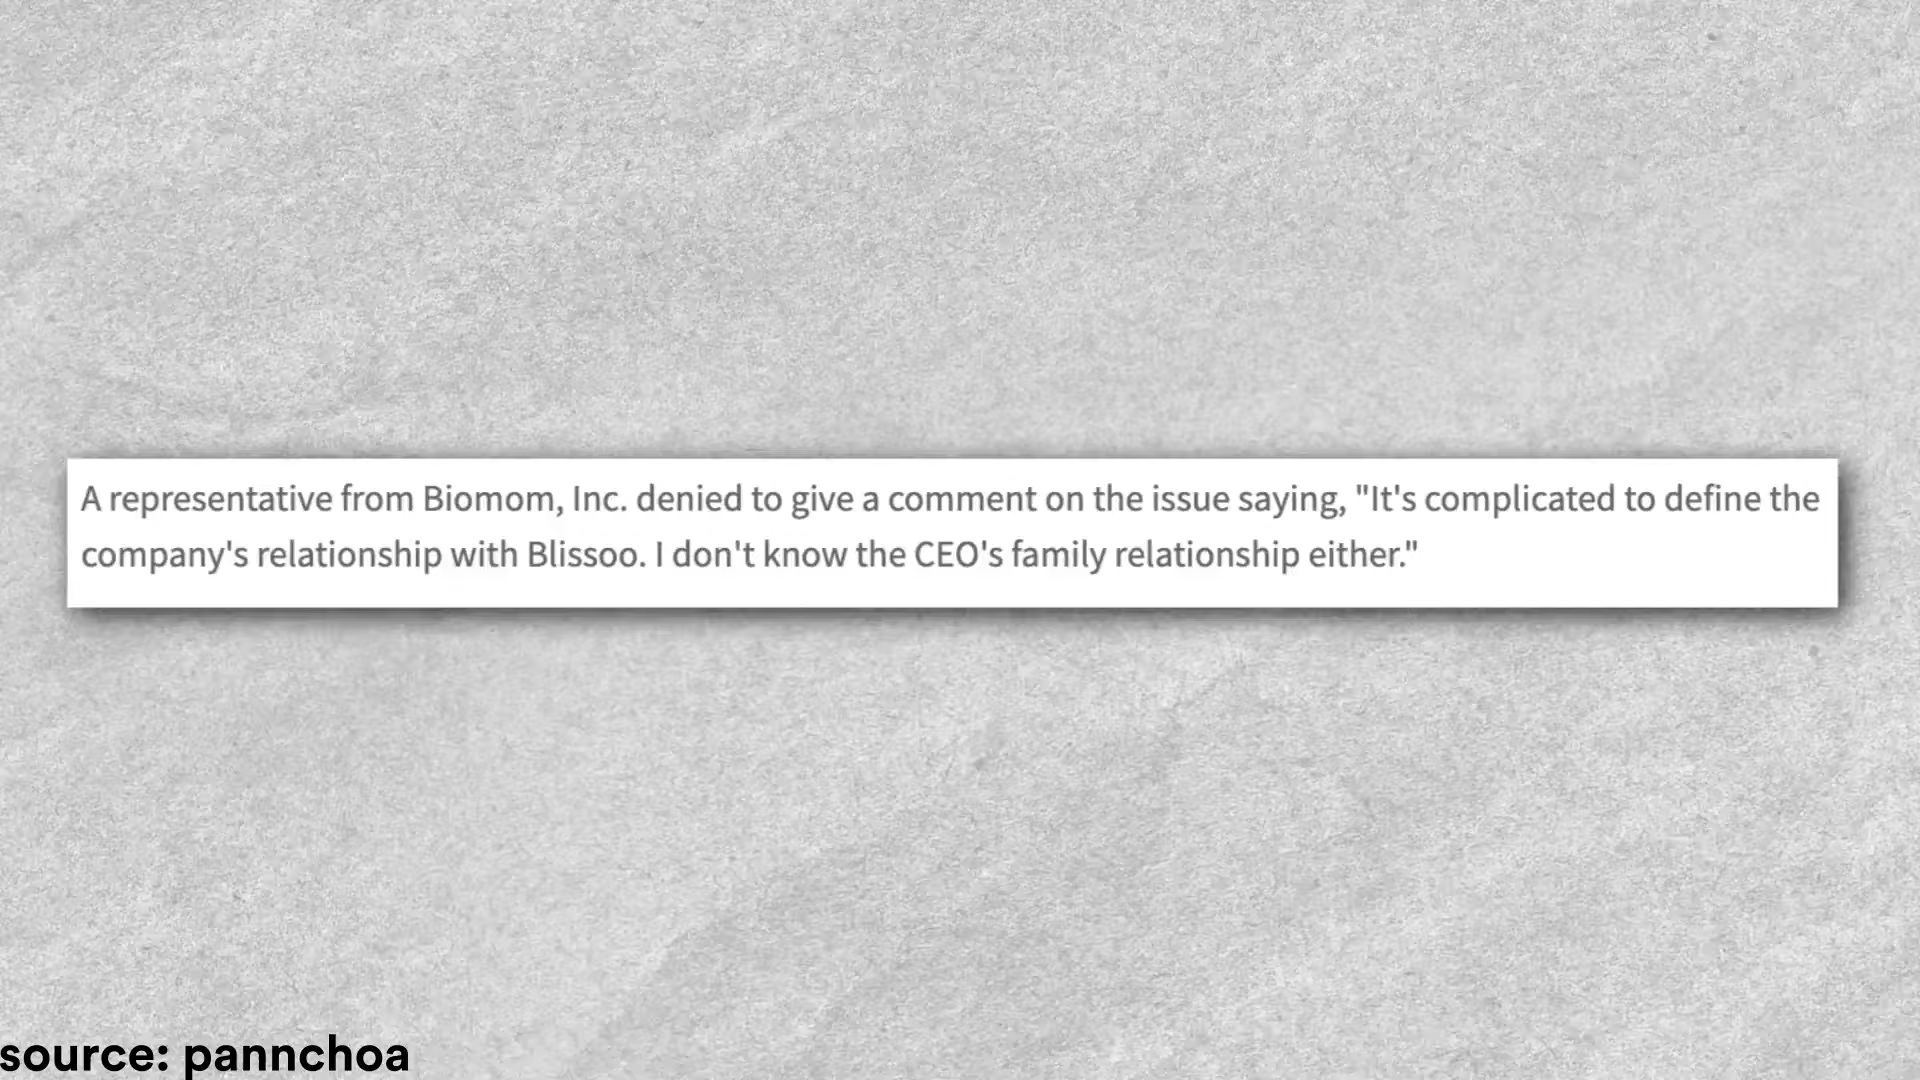 A representative from Biomom, Inc. denied to give a comment on the issue saying, "It's complicated to define the
company's relationship with Blissoo. I don't know the CEO's family relationship either."
source: pannchoa